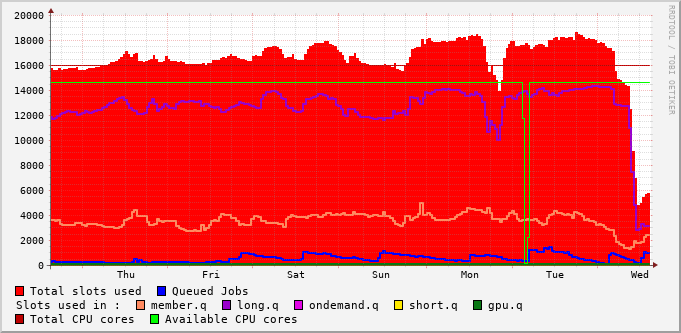 RRDTOOL / TOBI OETIKER
20000
18000
16000
14000
12000
10000
8000
6000
4000
2000
0
Thu Fri Sat Sun Mon Tue Wed
Total slots used Queued Jobs
Slots used in : member.q long.q ondemand.q short.q gpu.q
Total CPU cores Available CPU cores